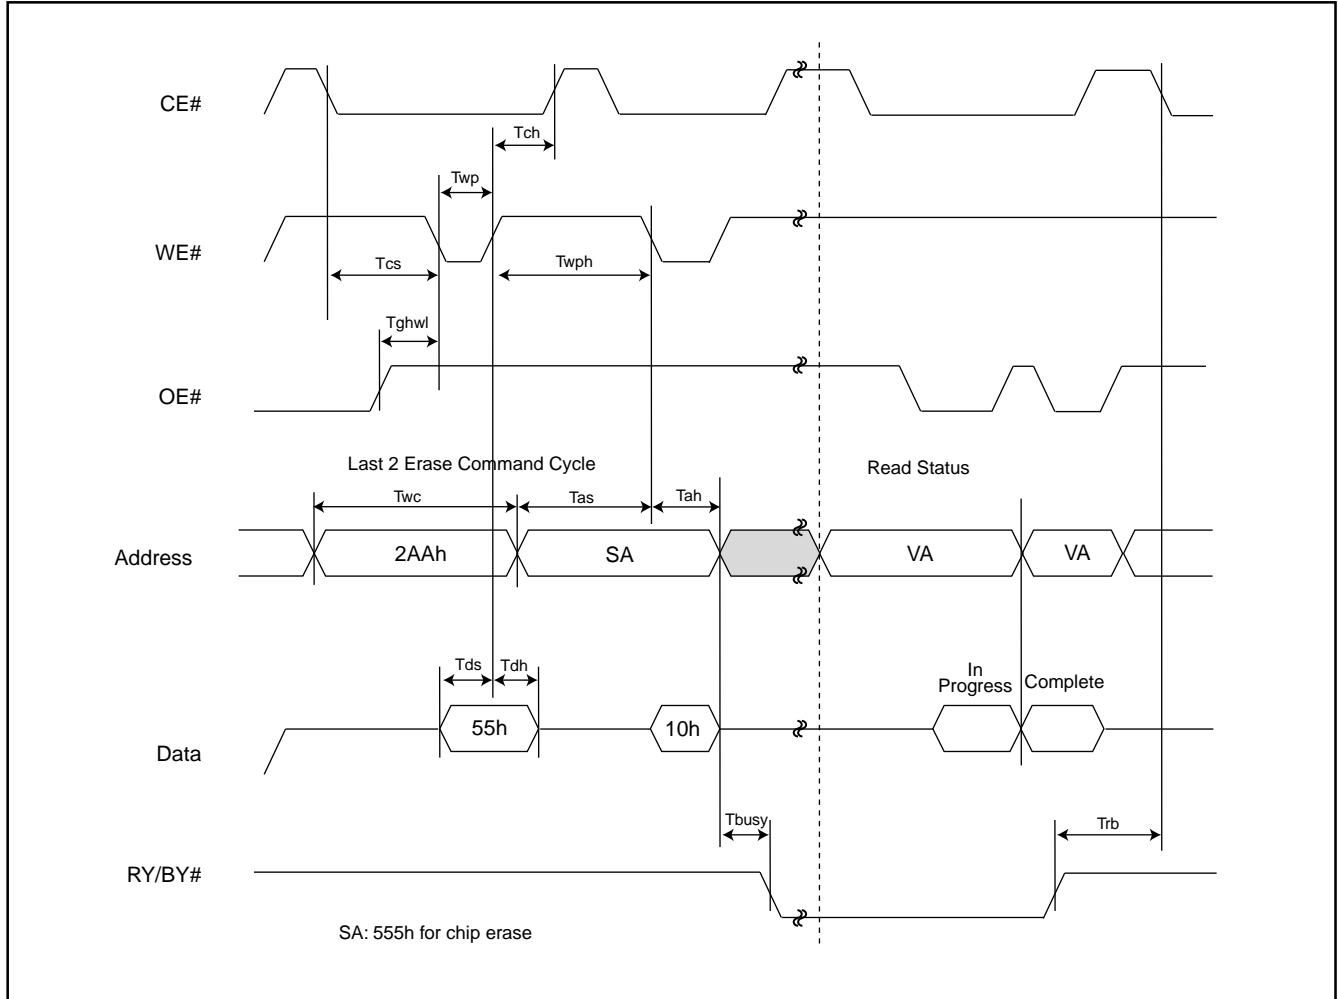 CE#
Tch
Twp
WE#
Tcs
Twph
Tghwl
OE#
Last 2 Erase Command Cycle
Read Status
Twc
Tas
Tah
Address
2AAh
SA
VA
VA
Tds
Tdh
In
Progress
Complete
Data
55h
10h
Tbusy
Trb
RY/BY#
SA: 555h for chip erase